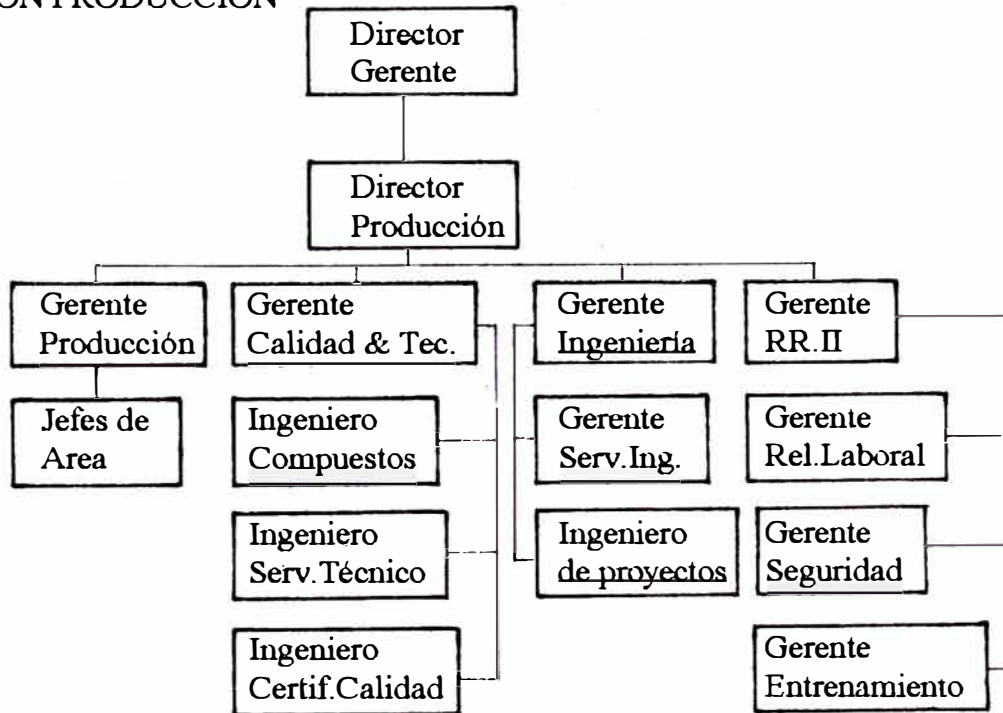 Director
Gerente
Director
Producción
Gerente
Producción
Gerente
Calidad & Tec.
Gerente
Ingeniería
Gerente
RR.II
Jefes de
Area
Ingeniero
Compuestos
Gerente
Serv.Ing.
Gerente
Rel.Laboral
Ingeniero
Serv.Técnico
Ingeniero
de proyectos
Gerente
Seguridad
Ingeniero
Certif.Calidad
Gerente
Entrenamiento